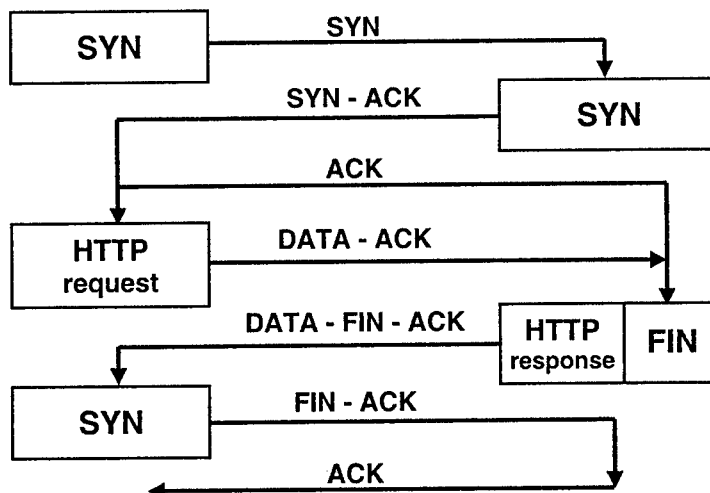 SYN
SYN
SYN - ACK
SYN
ACK
HTTP
request
DATA - ACK
DATA - FIN - ACK
HTTP
response
FIN
SYN
FIN - ACK
ACK